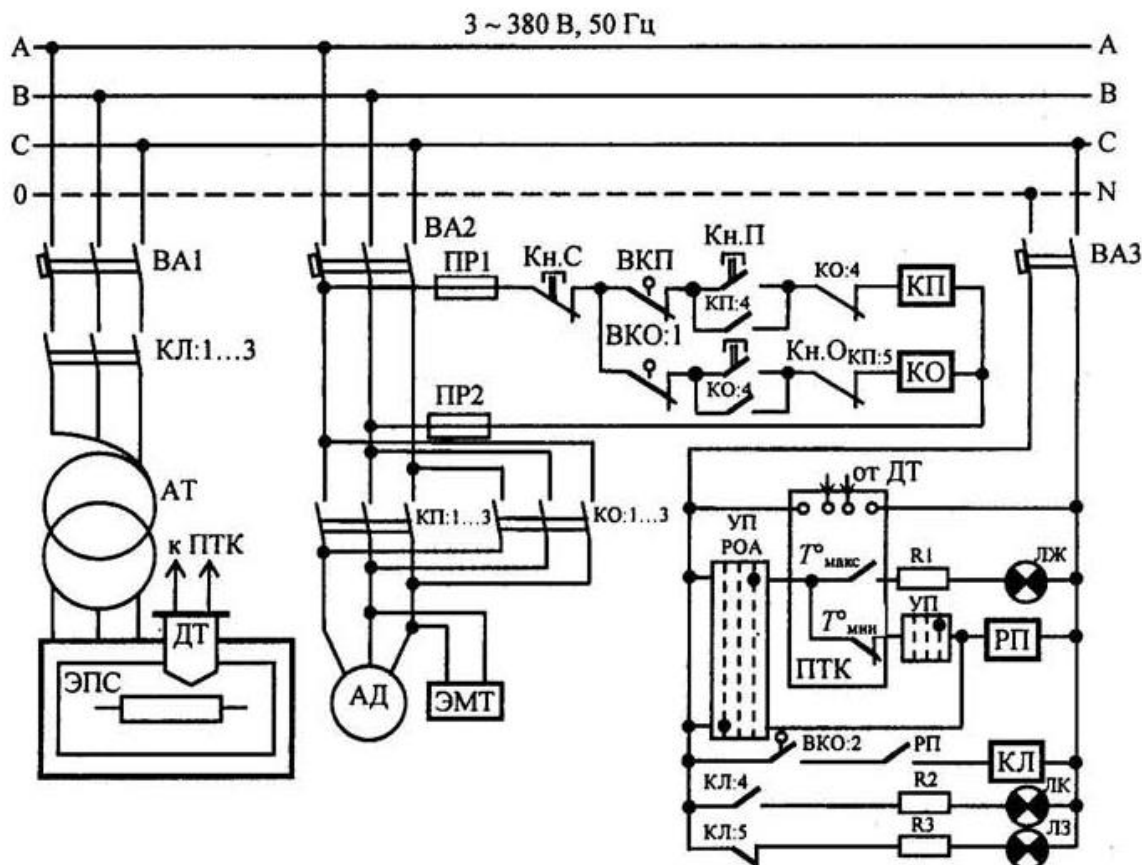 3 ~ 380 В, 50 Гц
А А
В В
С С
0 N
ВА1
ВА2
ПР1
Кн.С
ВКП
Кн.П
КП:4
КО:4
КП
ВА3
КЛ:1...3
ВКО:1
КО:4
Кн.О
КП:5
КО
ПР2
АТ
КП:1...3
КО:1...3
от ДТ
к ПТК
УП
РОА
T°макс
R1
ЛЖ
ДТ
T°мин
УП
РП
ПТК
ЭПС
АД
ЭМТ
ВКО:2
РП
КЛ
КЛ:4
R2
ЛК
КЛ:5
R3
ЛЗ